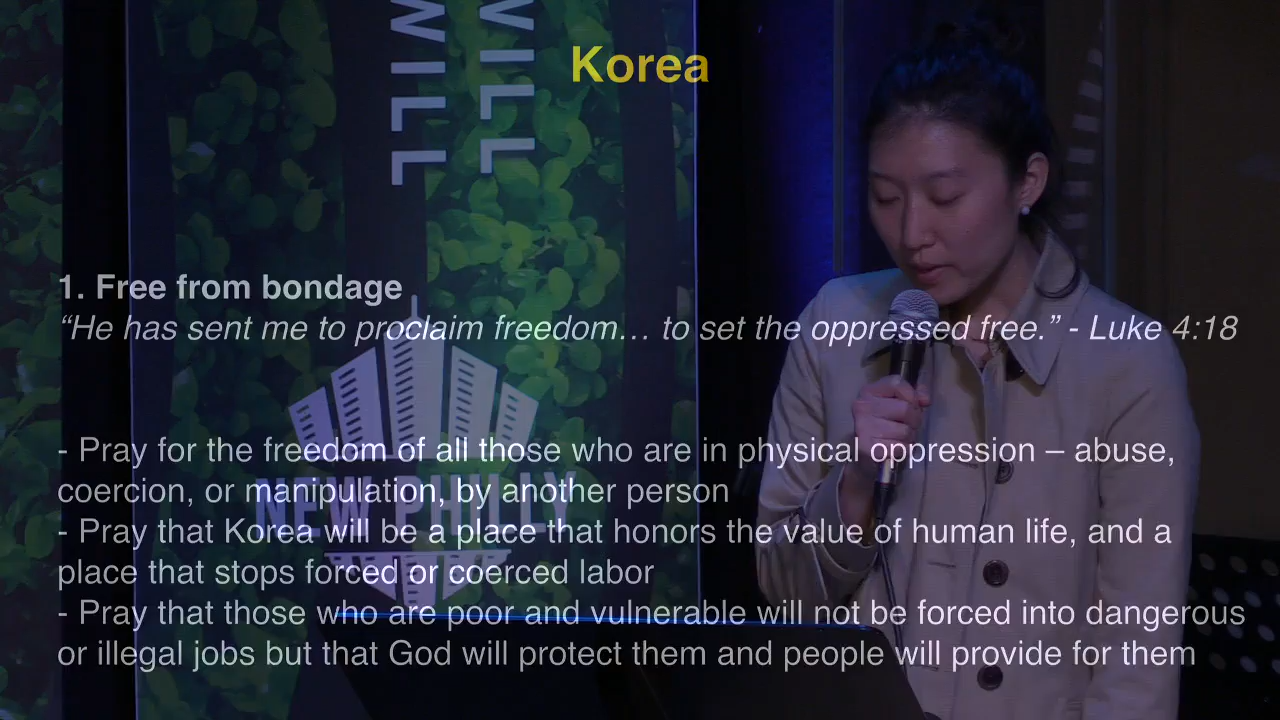 WILL
WILL
Korea
1. Free from bondage
“He has sent me to proclaim freedom… to set the oppressed free.” - Luke 4:18
- Pray for the freedom of all those who are in physical oppression – abuse,
coercion, or manipulation, by another person
NEW PHILLY
- Pray that Korea will be a place that honors the value of human life, and a
place that stops forced or coerced labor
- Pray that those who are poor and vulnerable will not be forced into dangerous
or illegal jobs but that God will protect them and people will provide for them